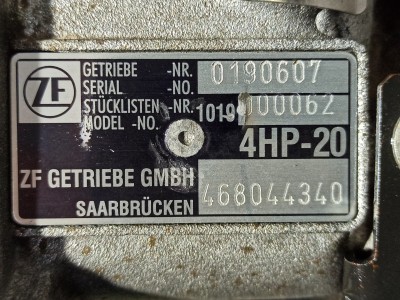 ZF
GETRIEBE -NR. 0190607
SERIAL -NO.
STÜCKLISTEN -NR. 1019 000062
MODEL -NO.
4HP-20
ZF GETRIEBE GMBH 468044340
SAARBRÜCKEN